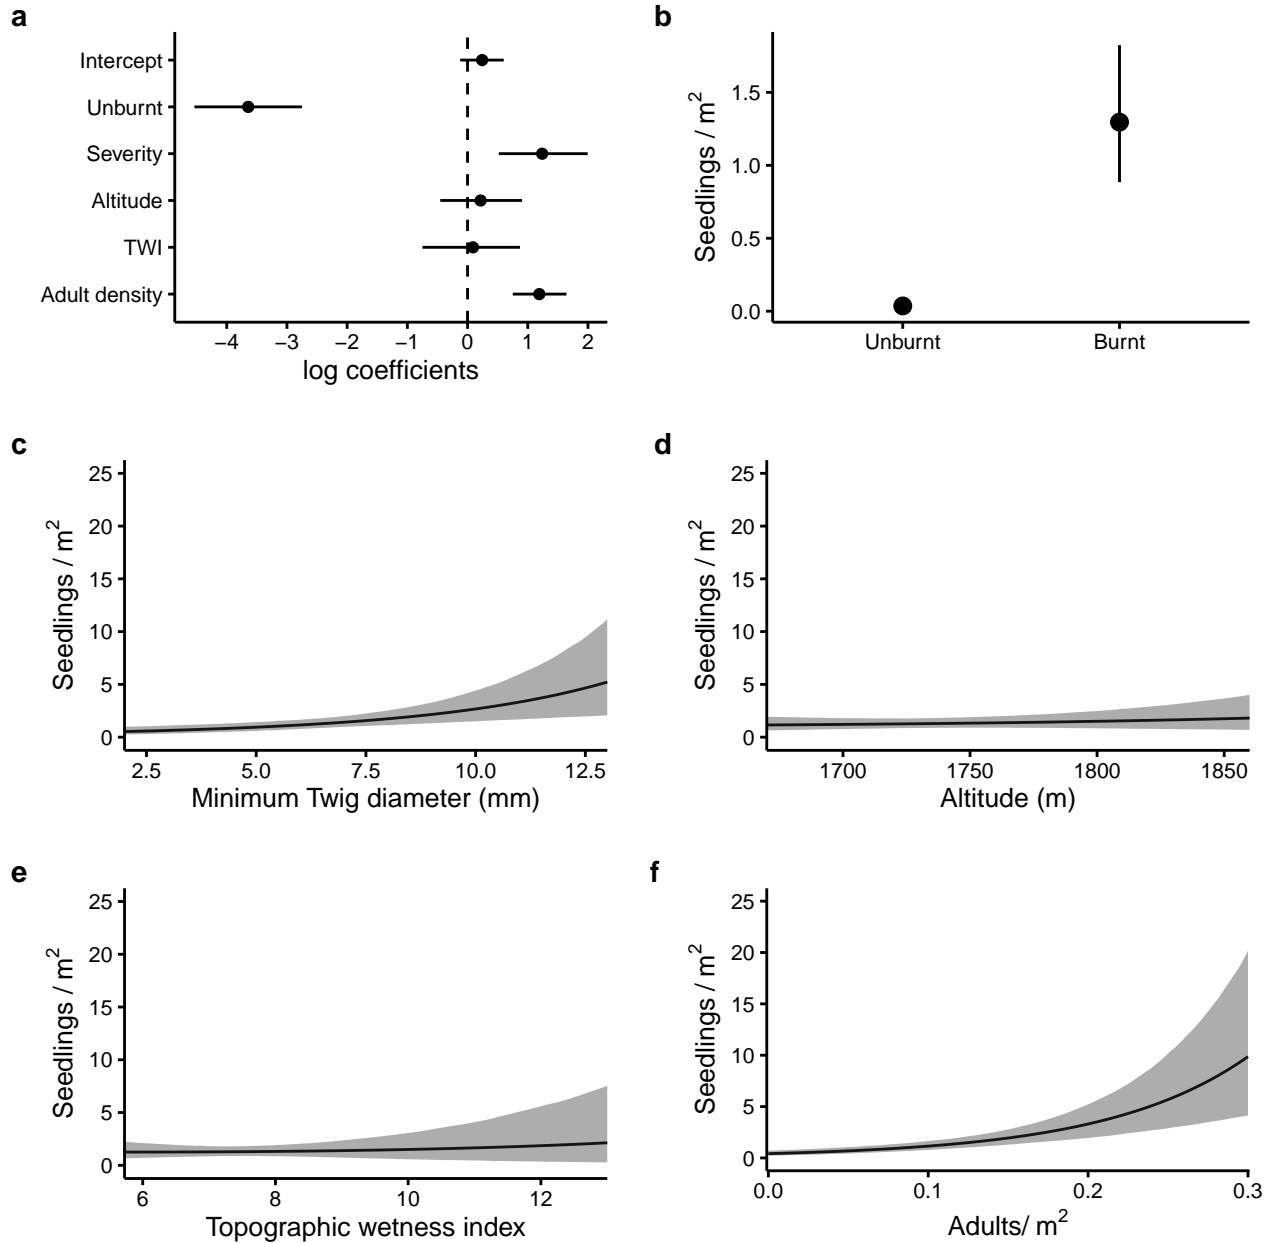 a
Intercept
Unburnt
Severity
Altitude
TWI
Adult density
−4 −3 −2 −1 0 1 2
log coefficients
b
Seedlings / m²
1.5
1.0
0.5
0.0
Unburnt Burnt
c
Seedlings / m²
25
20
15
10
5
0
2.5 5.0 7.5 10.0 12.5
Minimum Twig diameter (mm)
d
Seedlings / m²
25
20
15
10
5
0
1700 1750 1800 1850
Altitude (m)
e
Seedlings / m²
25
20
15
10
5
0
6 8 10 12
Topographic wetness index
f
Seedlings / m²
25
20
15
10
5
0
0.0 0.1 0.2 0.3
Adults/ m²